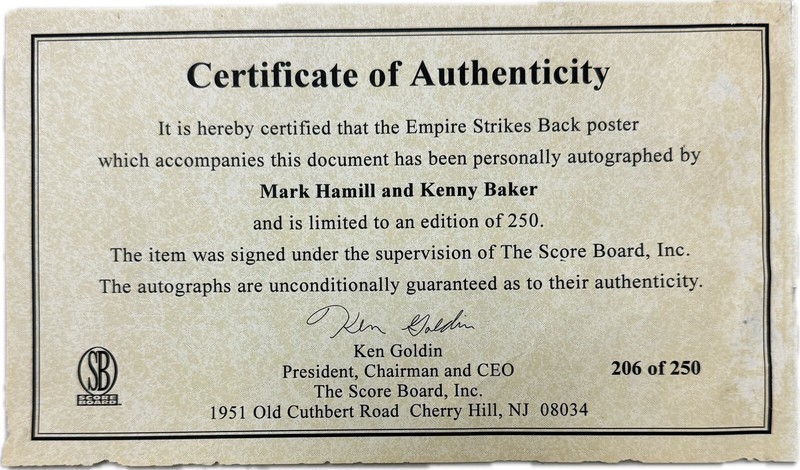 Certificate of Authenticity
It is hereby certified that the Empire Strikes Back poster
which accompanies this document has been personally autographed by
Mark Hamill and Kenny Baker
and is limited to an edition of 250.
The item was signed under the supervision of The Score Board, Inc.
The autographs are unconditionally guaranteed as to their authenticity.
Ken Goldin
Ken Goldin
President, Chairman and CEO
206 of 250
The Score Board, Inc.
1951 Old Cuthbert Road Cherry Hill, NJ 08034
SB
SCORE
BOARD